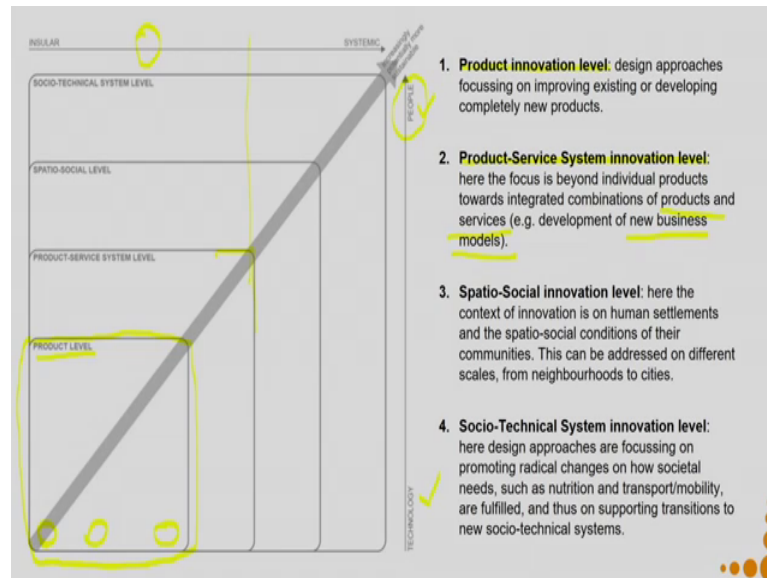 INSULAR
SYSTEMIC
SOCIO-TECHNICAL SYSTEM LEVEL
SPATIO-SOCIAL LEVEL
PRODUCT-SERVICE SYSTEM LEVEL
PRODUCT LEVEL
PEOPLE
TECHNOLOGY
1. Product innovation level: design approaches
focussing on improving existing or developing
completely new products.
2. Product-Service System innovation level:
here the focus is beyond individual products
towards integrated combinations of products and
services (e.g. development of new business
models).
3. Spatio-Social innovation level: here the
context of innovation is on human settlements
and the spatio-social conditions of their
communities. This can be addressed on different
scales, from neighbourhoods to cities.
4. Socio-Technical System innovation level:
here design approaches are focussing on
promoting radical changes on how societal
needs, such as nutrition and transport/mobility,
are fulfilled, and thus on supporting transitions to
new socio-technical systems.